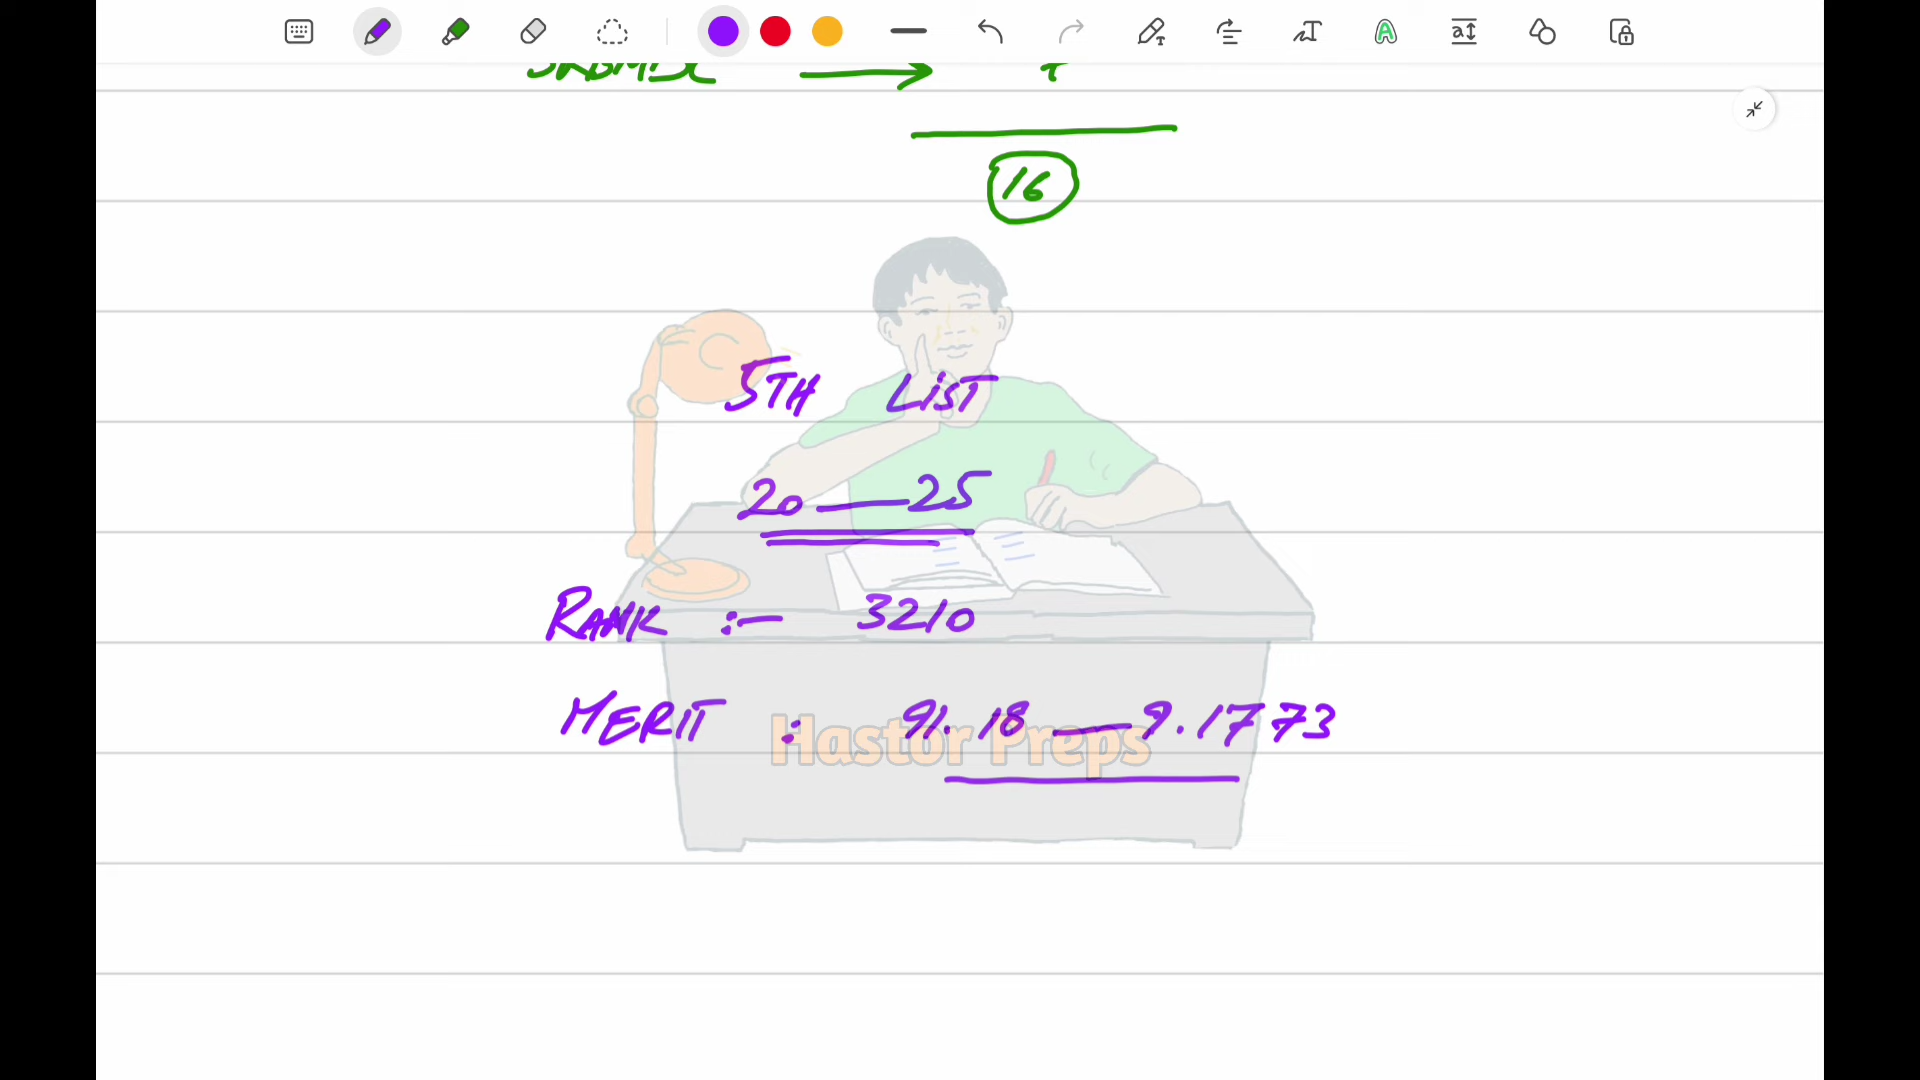 16
5TH LIST
20 — 25
RANK :- 3210
MERIT : 91.18 — 9.1773
Hastor Preps